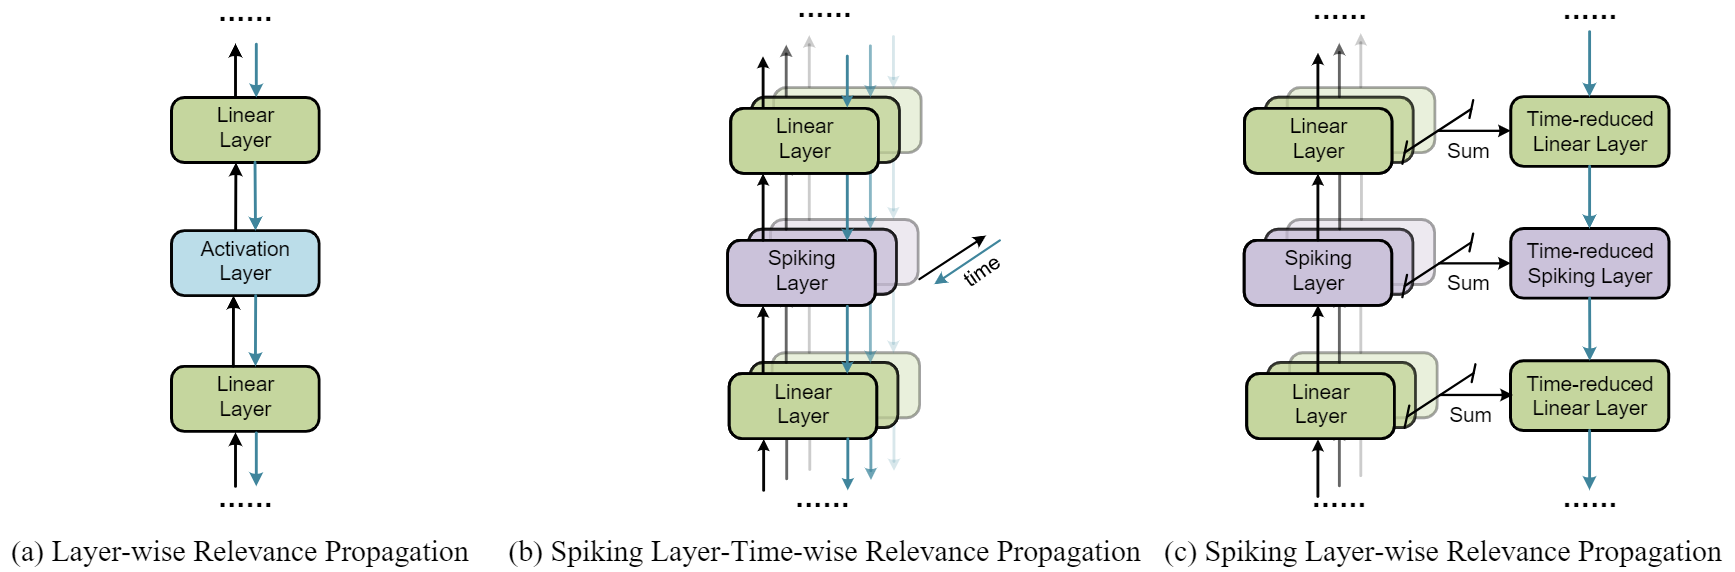 ......
Linear
Layer
Activation
Layer
Linear
Layer
......
(a) Layer-wise Relevance Propagation
......
Linear
Layer
Spiking
Layer
time
Linear
Layer
......
(b) Spiking Layer-Time-wise Relevance Propagation
......
......
Linear
Layer
Sum
Time-reduced
Linear Layer
Spiking
Layer
Sum
Time-reduced
Spiking Layer
Linear
Layer
Sum
Time-reduced
Linear Layer
......
......
(c) Spiking Layer-wise Relevance Propagation